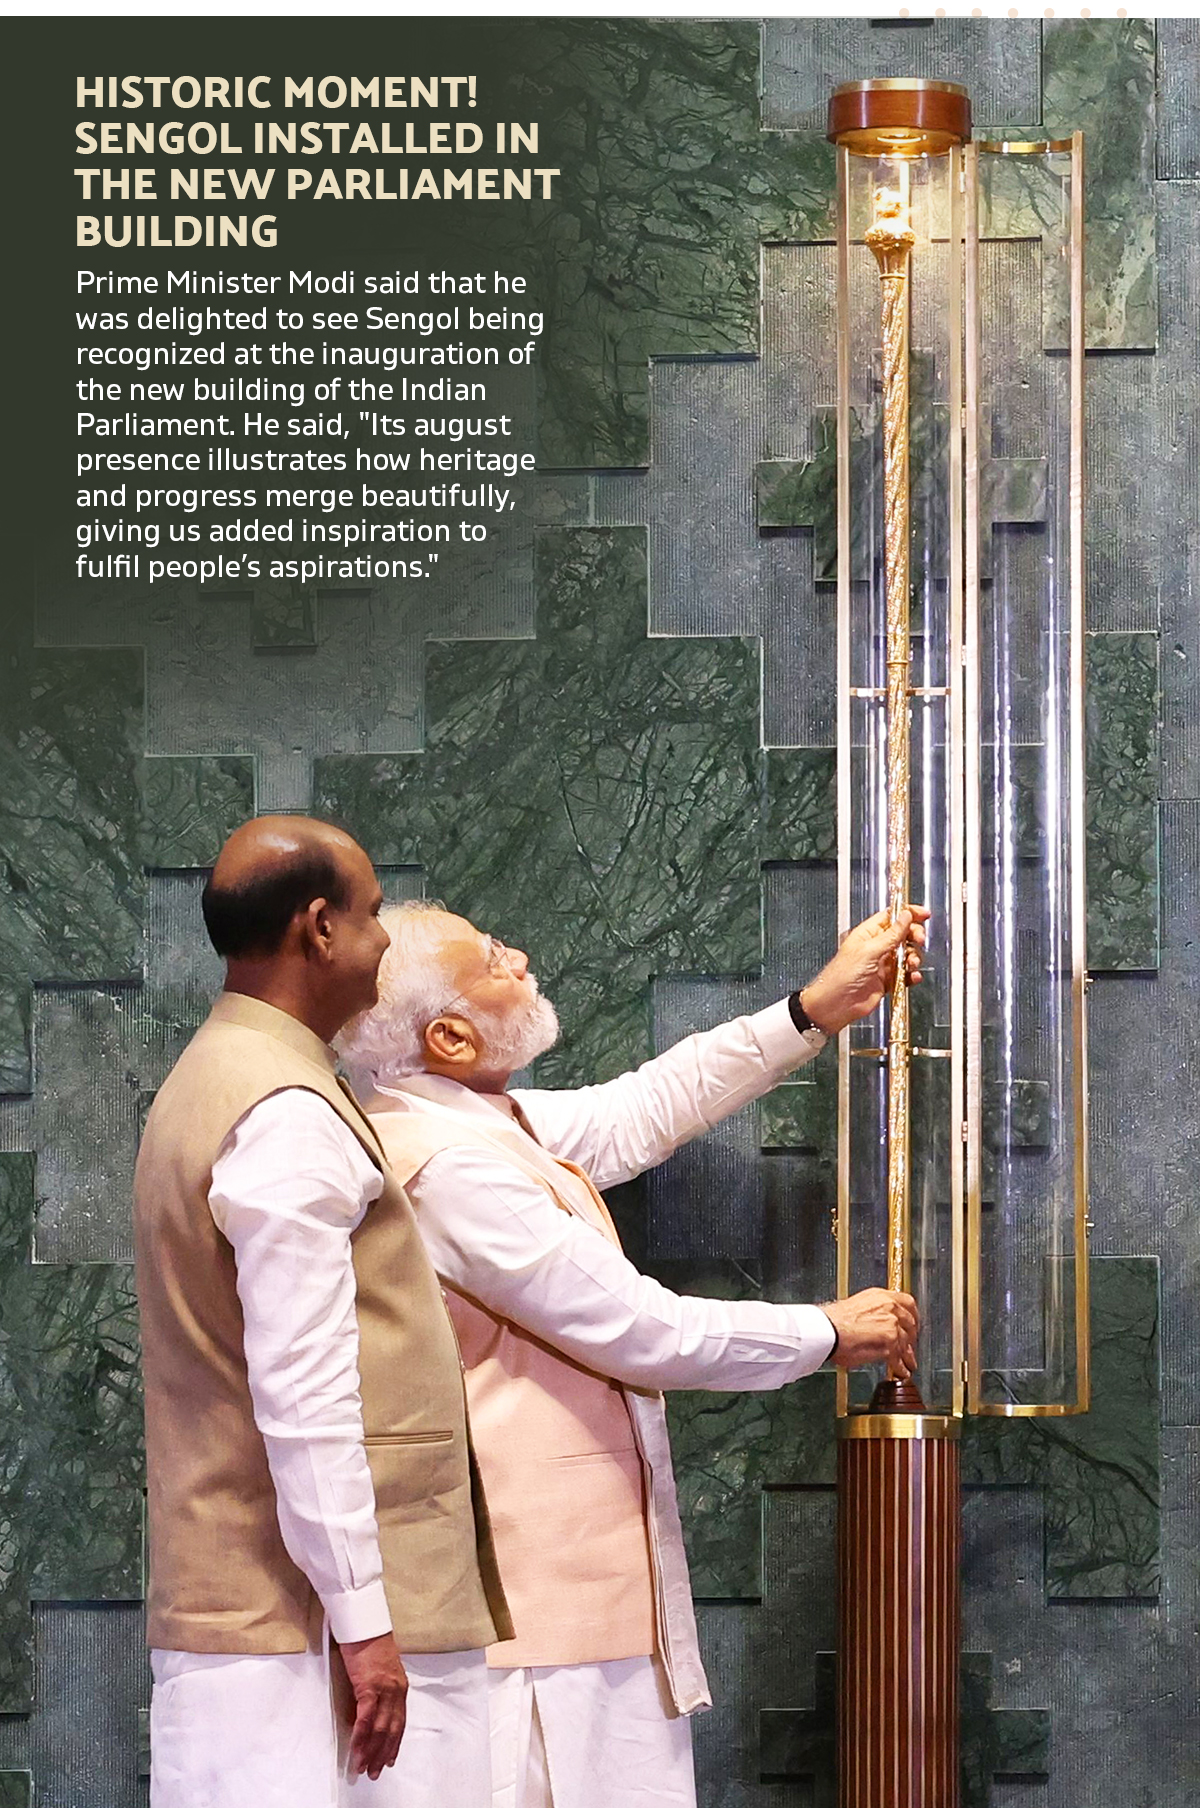 HISTORIC MOMENT!
SENGOL INSTALLED IN
THE NEW PARLIAMENT
BUILDING
Prime Minister Modi said that he
was delighted to see Sengol being
recognized at the inauguration of
the new building of the Indian
Parliament. He said, "Its august
presence illustrates how heritage
and progress merge beautifully,
giving us added inspiration to
fulfil people’s aspirations."